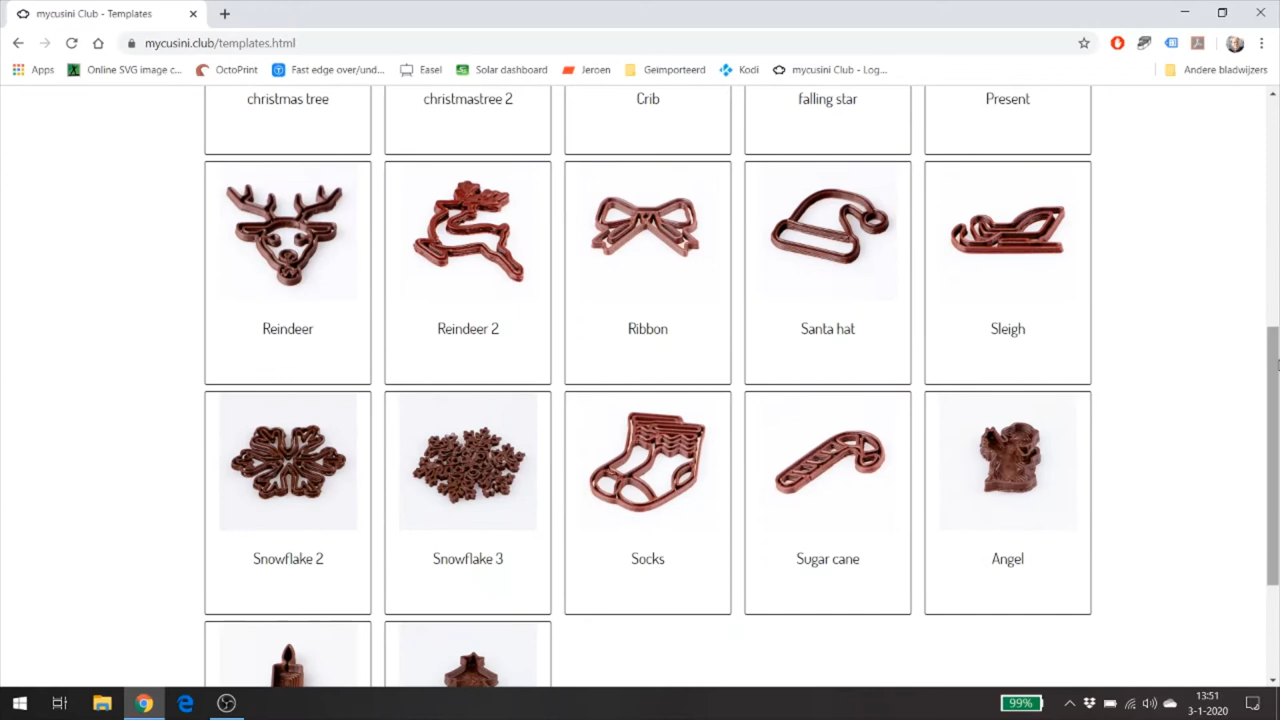 mycusini Club - Templates
mycusini.club/templates.html
Apps
Online SVG image c...
OctoPrint
Fast edge over/und...
Easel
Solar dashboard
Jeroen
Geïmporteerd
Kodi
mycusini Club - Log...
Andere bladwijzers
christmas tree
christmastree 2
Crib
falling star
Present
Reindeer
Reindeer 2
Ribbon
Santa hat
Sleigh
Snowflake 2
Snowflake 3
Socks
Sugar cane
Angel
99%
13:51
3-1-2020